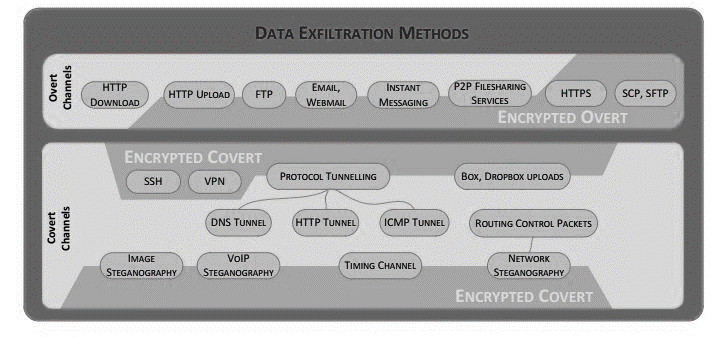 DATA EXFILTRATION METHODS
Overt
Channels
HTTP
DOWNLOAD
HTTP UPLOAD
FTP
EMAIL,
WEBMAIL
INSTANT
MESSAGING
P2P FILESHARING
SERVICES
HTTPS
SCP, SFTP
ENCRYPTED OVERT
Covert
Channels
ENCRYPTED COVERT
SSH
VPN
PROTOCOL TUNNELLING
BOX, DROPBOX UPLOADS
DNS TUNNEL
HTTP TUNNEL
ICMP TUNNEL
ROUTING CONTROL PACKETS
IMAGE
STEGANOGRAPHY
VOIP
STEGANOGRAPHY
TIMING CHANNEL
NETWORK
STEGANOGRAPHY
ENCRYPTED COVERT